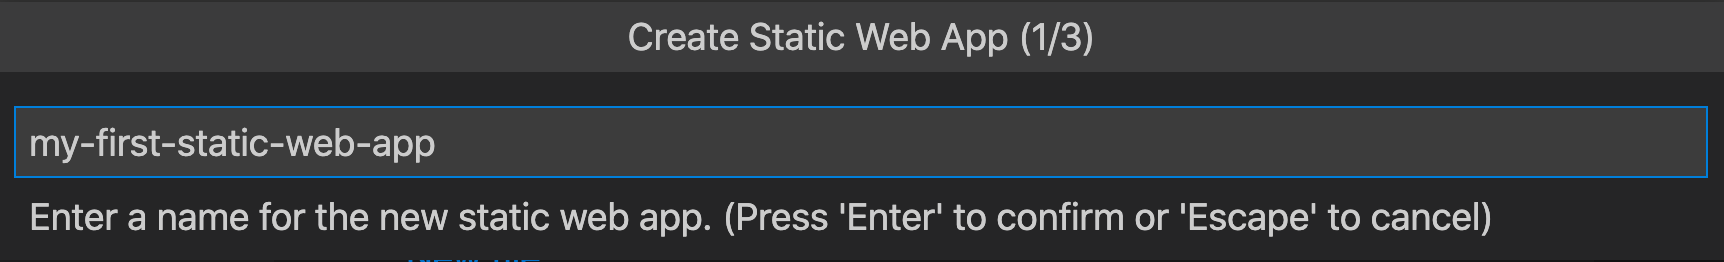 Create Static Web App (1/3)
my-first-static-web-app
Enter a name for the new static web app. (Press 'Enter' to confirm or 'Escape' to cancel)